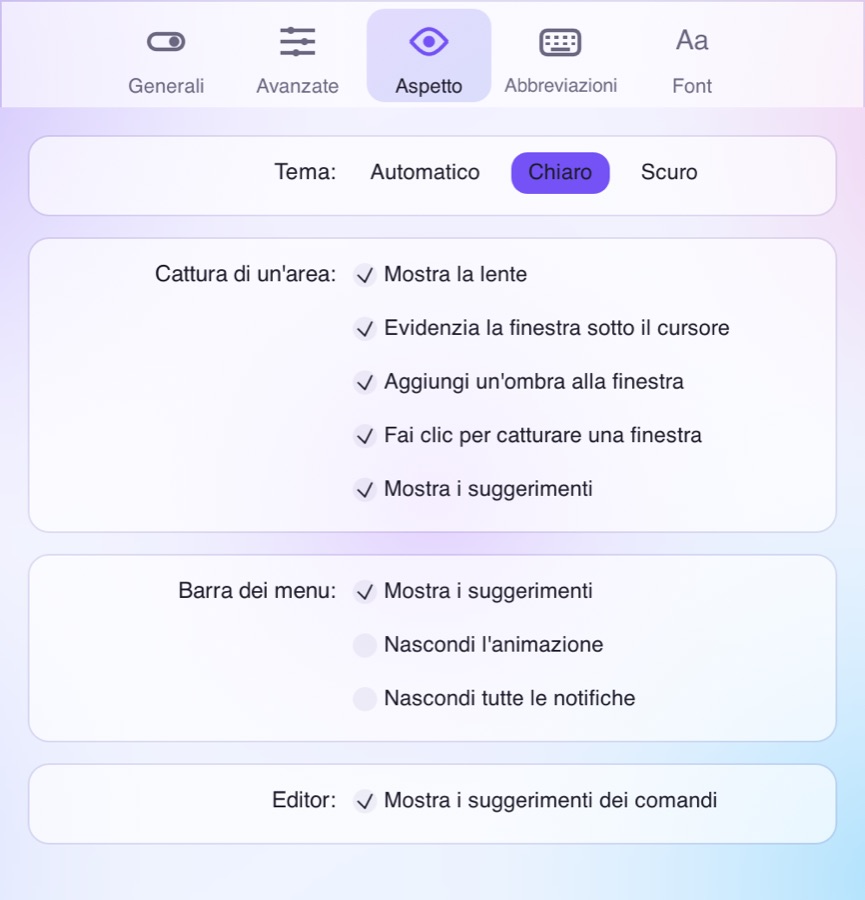 Generali Avanzate Aspetto Abbreviazioni Aa Font
Tema: Automatico Chiaro Scuro
Cattura di un'area: Mostra la lente
Evidenzia la finestra sotto il cursore
Aggiungi un'ombra alla finestra
Fai clic per catturare una finestra
Mostra i suggerimenti
Barra dei menu: Mostra i suggerimenti
Nascondi l'animazione
Nascondi tutte le notifiche
Editor: Mostra i suggerimenti dei comandi